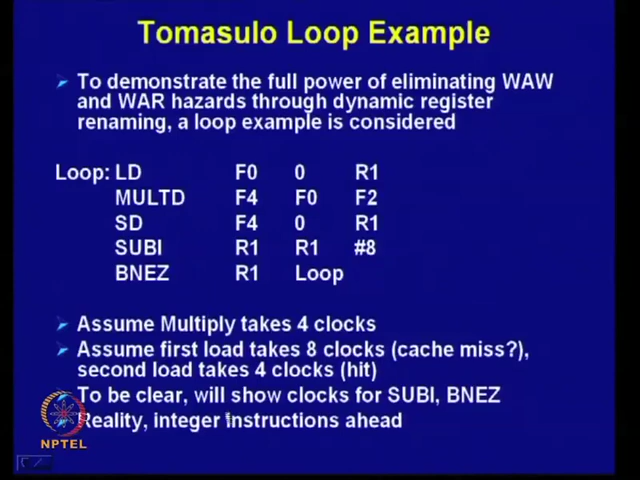 Tomasulo Loop Example
To demonstrate the full power of eliminating WAW
and WAR hazards through dynamic register
renaming, a loop example is considered
Loop: LD F0 0 R1
MULTD F4 F0 F2
SD F4 0 R1
SUBI R1 R1 #8
BNEZ R1 Loop
Assume Multiply takes 4 clocks
Assume first load takes 8 clocks (cache miss?),
second load takes 4 clocks (hit)
To be clear, will show clocks for SUBI, BNEZ
Reality, integer instructions ahead
NPTEL